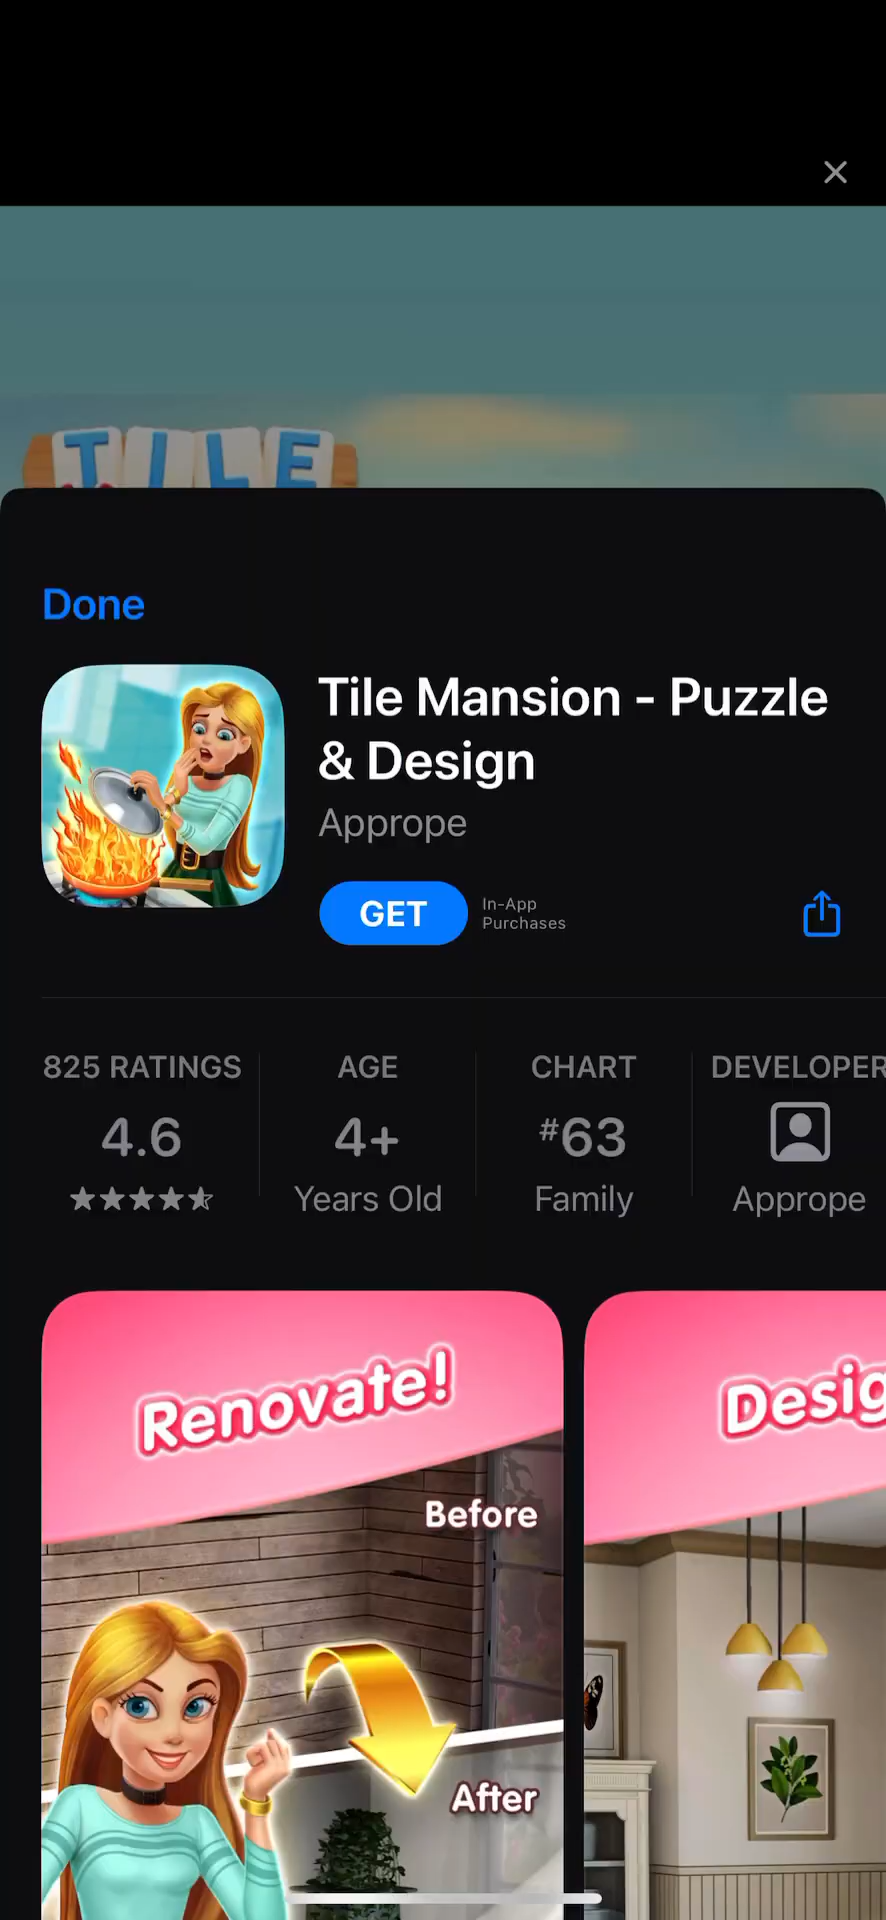 TILE
Done
Tile Mansion - Puzzle
& Design
Apprope
GET
In-App
Purchases
825 RATINGS
AGE
CHART
DEVELOPER
4.6
4+
#63
Years Old
Family
Apprope
Renovate!
Before
After
Desig